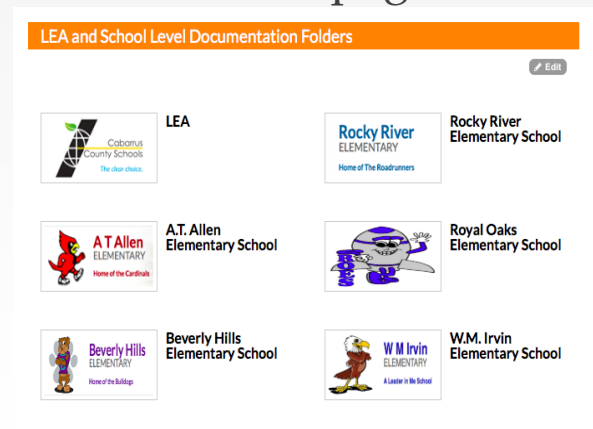 LEA and School Level Documentation Folders
Edit
Cabarrus
County Schools
The clear choice.
LEA
Rocky River
ELEMENTARY
Home of The Roadrunners
Rocky River
Elementary School
A T Allen
ELEMENTARY
Home of the Cardinals
A.T. Allen
Elementary School
Royal Oaks
Elementary School
Beverly Hills
ELEMENTARY
Home of the Bulldogs
Beverly Hills
Elementary School
W M Irvin
ELEMENTARY
A Leader in Me School
W.M. Irvin
Elementary School